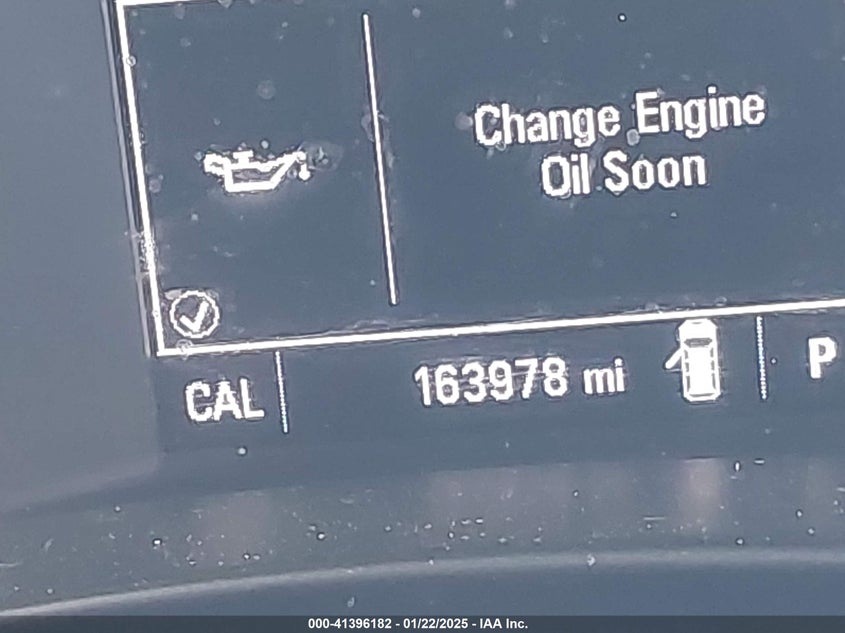 Change Engine
Oil Soon
CAL
163978 mi
P
000-41396182 - 01/22/2025 - IAA Inc.